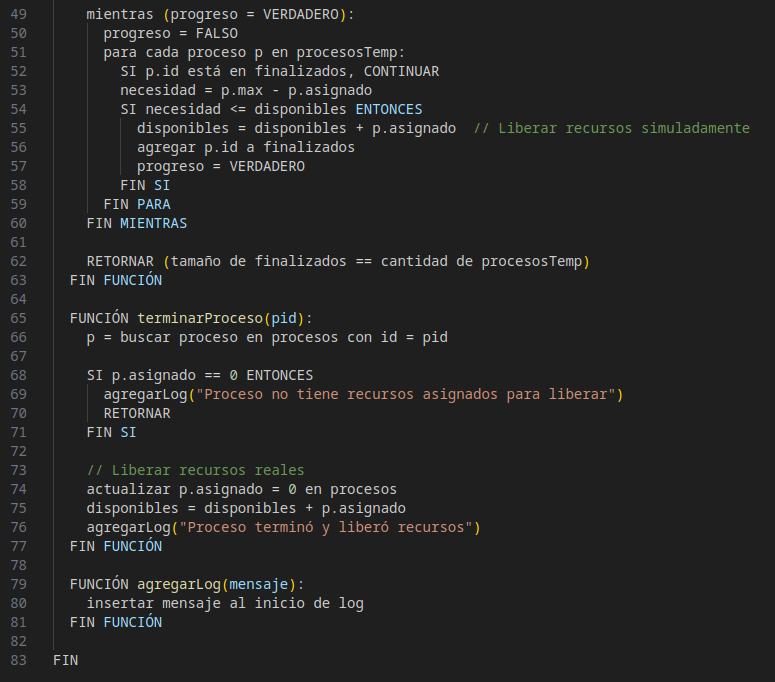 49 mientras (progreso = VERDADERO):
50 progreso = FALSO
51 para cada proceso p en procesosTemp:
52 SI p.id está en finalizados, CONTINUAR
53 necesidad = p.max - p.asignado
54 SI necesidad <= disponibles ENTONCES
55 disponibles = disponibles + p.asignado // Liberar recursos simuladamente
56 agregar p.id a finalizados
57 progreso = VERDADERO
58 FIN SI
59 FIN PARA
60 FIN MIENTRAS
61
62 RETORNAR (tamaño de finalizados == cantidad de procesosTemp)
63 FIN FUNCIÓN
64
65 FUNCIÓN terminarProceso(pid):
66 p = buscar proceso en procesos con id = pid
67
68 SI p.asignado == 0 ENTONCES
69 agregarLog("Proceso no tiene recursos asignados para liberar")
70 RETORNAR
71 FIN SI
72
73 // Liberar recursos reales
74 actualizar p.asignado = 0 en procesos
75 disponibles = disponibles + p.asignado
76 agregarLog("Proceso terminó y liberó recursos")
77 FIN FUNCIÓN
78
79 FUNCIÓN agregarLog(mensaje):
80 insertar mensaje al inicio de log
81 FIN FUNCIÓN
82
83 FIN